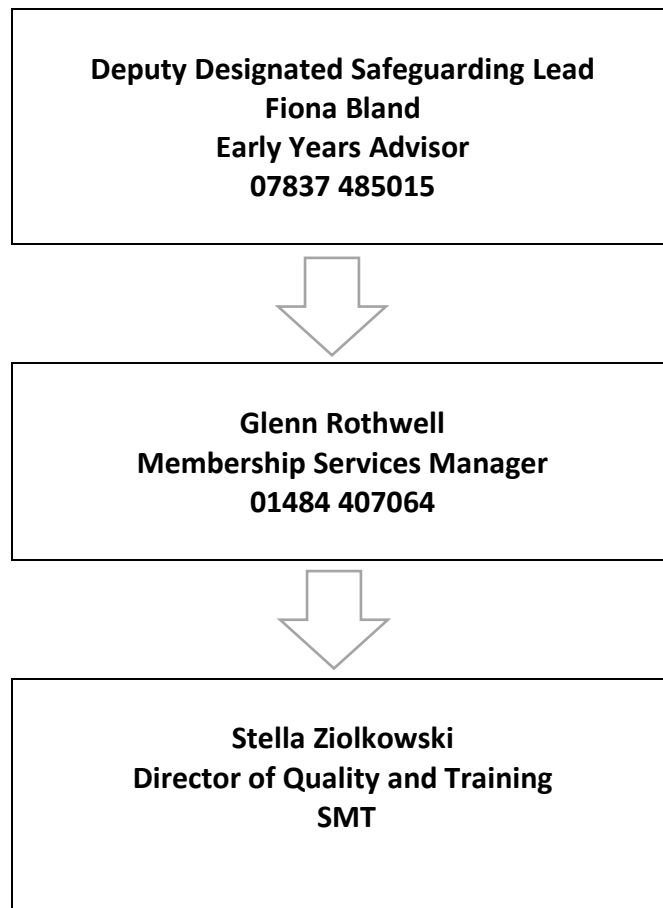 Deputy Designated Safeguarding Lead
Fiona Bland
Early Years Advisor
07837 485015
Glenn Rothwell
Membership Services Manager
01484 407064
Stella Ziolkowski
Director of Quality and Training
SMT